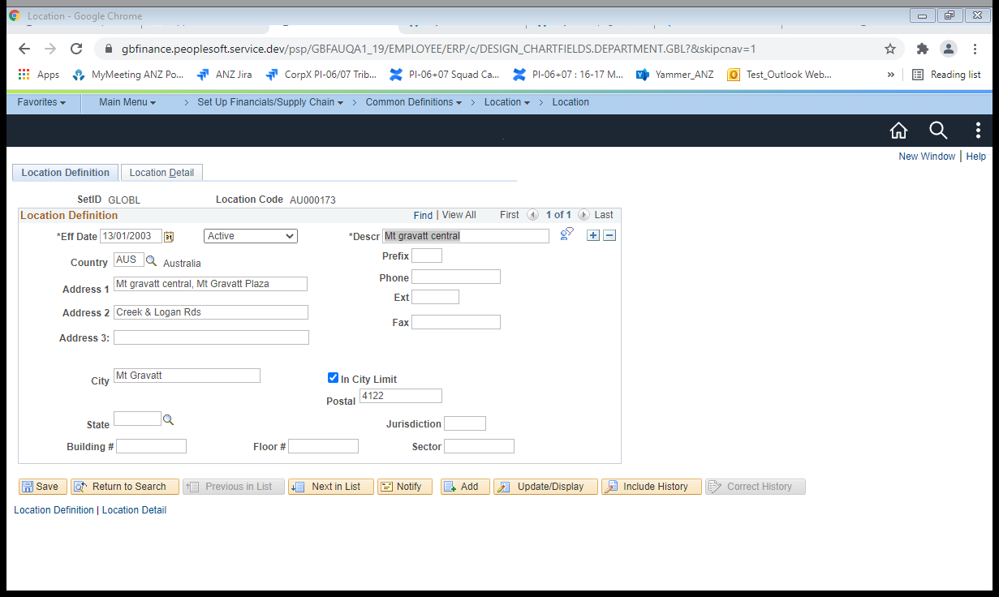 Location - Google Chrome
gbfinance.peoplesoft.service.dev/psp/GBFAUQA1_19/EMPLOYEE/ERP/c/DESIGN_CHARTFIELDS.DEPARTMENT.GBL?&skipcnav=1
Apps MyMeeting ANZ Po... ANZ Jira CorpX PI-06/07 Trib... PI-06+07 Squad Ca... PI-06+07 : 16-17 M... Yammer_ANZ Test_Outlook Web... » Reading list
Favorites Main Menu > Set Up Financials/Supply Chain > Common Definitions > Location > Location
New Window | Help
Location Definition Location Detail
SetID GLOBL Location Code AU000173
Location Definition Find | View All First 1 of 1 Last
*Eff Date 13/01/2003 31 Active *Descr Mt gravatt central
Country AUS Australia Prefix
Address 1 Mt gravatt central, Mt Gravatt Plaza Phone
Ext
Address 2 Creek & Logan Rds
Fax
Address 3:
City Mt Gravatt In City Limit
Postal 4122
State Jurisdiction
Building # Floor # Sector
Save Return to Search Previous in List Next in List Notify Add Update/Display Include History Correct History
Location Definition | Location Detail